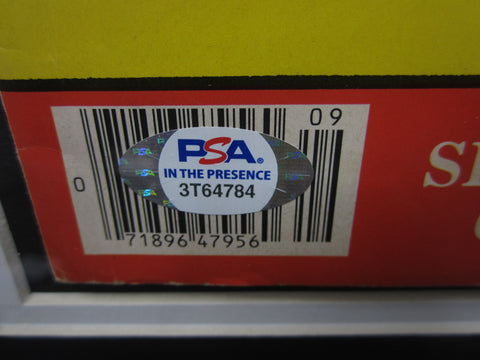 09
PSA®
IN THE PRESENCE
3T64784
0
71896 47956